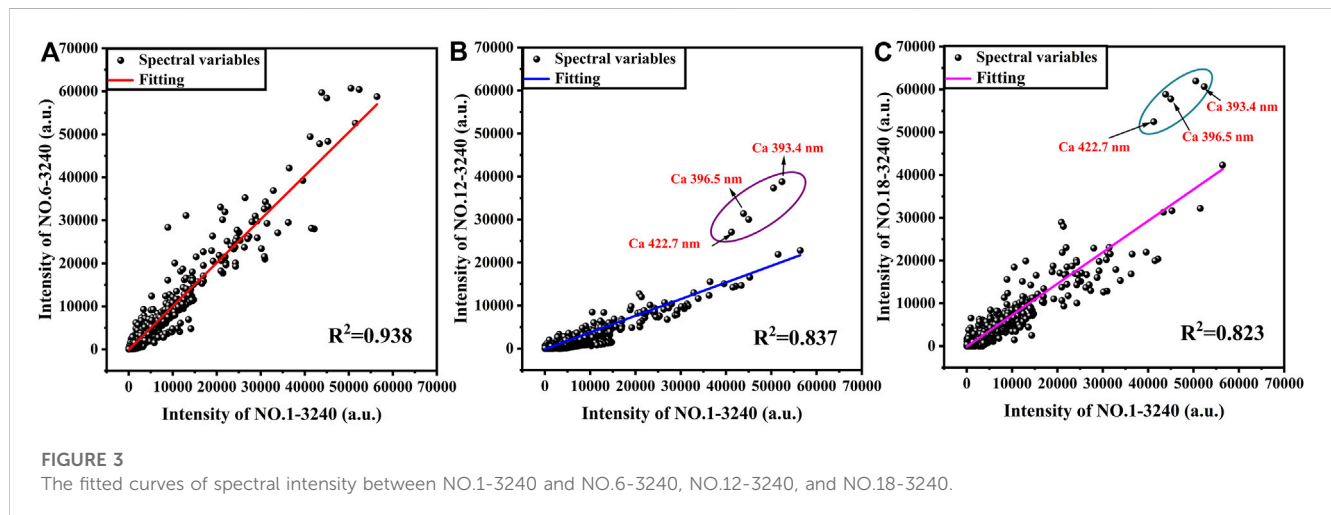 A
70000
60000
50000
40000
30000
20000
10000
0
Intensity of NO.6-3240 (a.u.)
Spectral variables
Fitting
R²=0.938
0 10000 20000 30000 40000 50000 60000 70000
Intensity of NO.1-3240 (a.u.)
B
70000
60000
50000
40000
30000
20000
10000
0
Intensity of NO.12-3240 (a.u.)
Spectral variables
Fitting
Ca 393.4 nm
Ca 396.5 nm
Ca 422.7 nm
R²=0.837
0 10000 20000 30000 40000 50000 60000 70000
Intensity of NO.1-3240 (a.u.)
C
70000
60000
50000
40000
30000
20000
10000
0
Intensity of NO.18-3240 (a.u.)
Spectral variables
Fitting
Ca 393.4 nm
Ca 396.5 nm
Ca 422.7 nm
R²=0.823
0 10000 20000 30000 40000 50000 60000 70000
Intensity of NO.1-3240 (a.u.)
FIGURE 3
The fitted curves of spectral intensity between NO.1-3240 and NO.6-3240, NO.12-3240, and NO.18-3240.